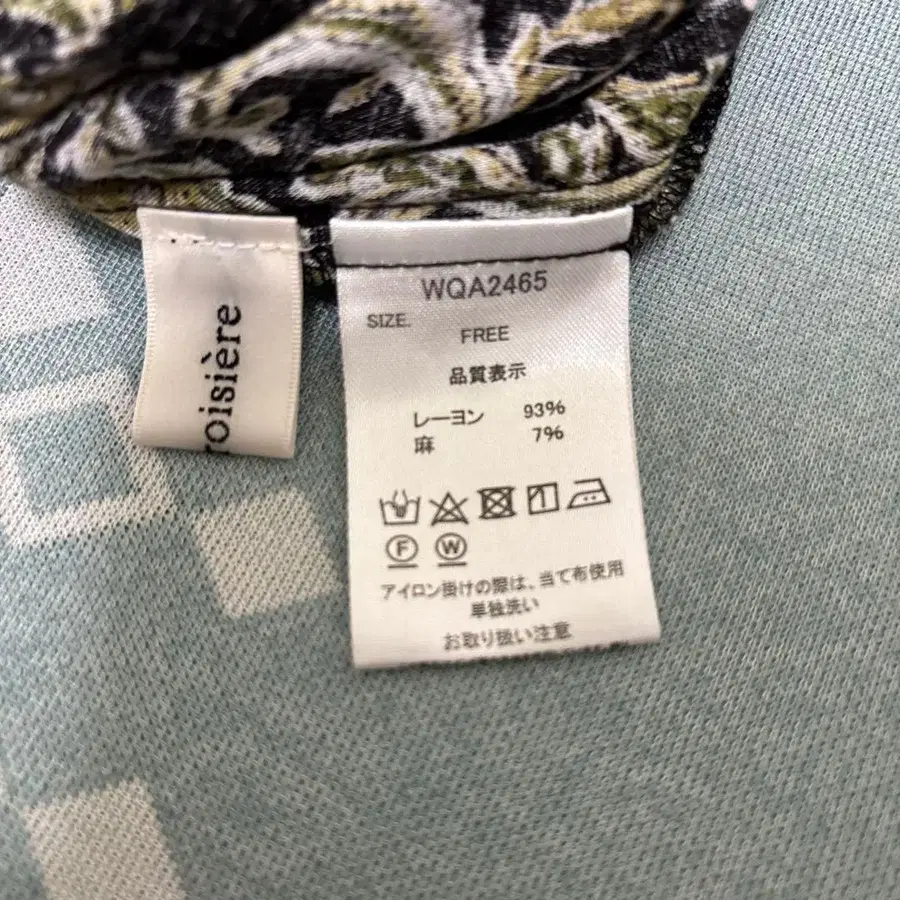 roisière
WQA2465
SIZE. FREE
品質表示
レーヨン 93%
麻 7%
F W
アイロン掛けの際は、当て布使用
単独洗い
お取り扱い注意